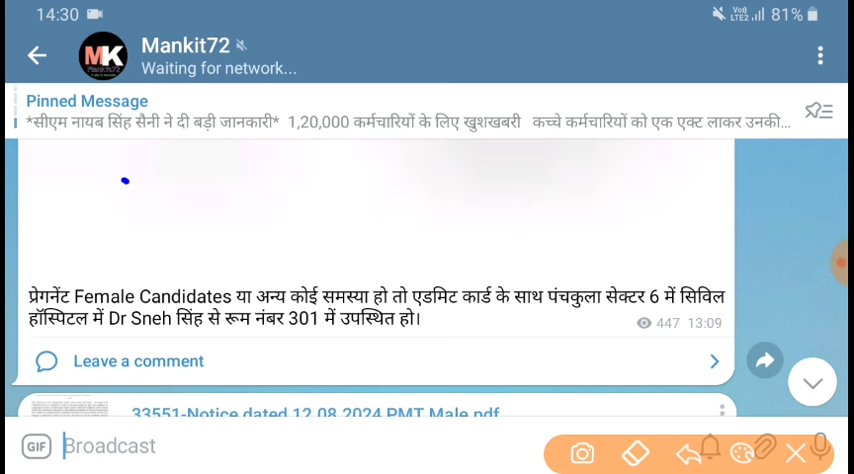 14:30
Vo))
LTE2
81%
MK
Mankit72
Waiting for network...
Pinned Message
*सीएम नायब सिंह सैनी ने दी बड़ी जानकारी* 1,20,000 कर्मचारियों के लिए खुशखबरी कच्चे कर्मचारियों को एक एक्ट लाकर उनकी...
प्रेगनेंट Female Candidates या अन्य कोई समस्या हो तो एडमिट कार्ड के साथ पंचकुला सेक्टर 6 में सिविल
हॉस्पिटल में Dr Sneh सिंह से रूम नंबर 301 में उपस्थित हो।
447 13:09
Leave a comment
33551-Notice dated 12.08.2024 PMT Male.pdf
GIF
Broadcast